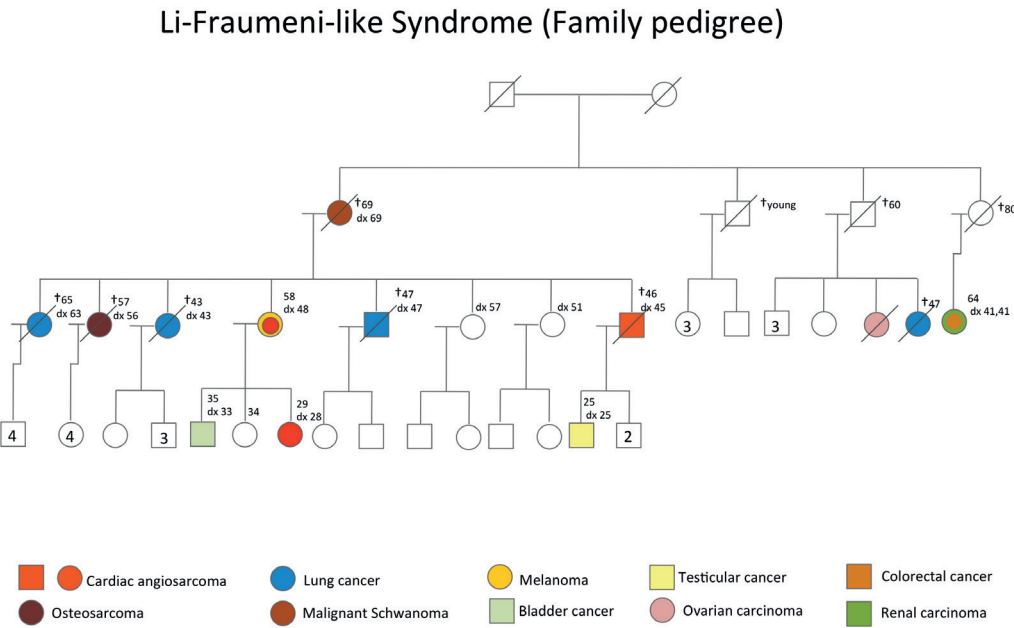 Li-Fraumeni-like Syndrome (Family pedigree)
†69
dx 69
†young
†60
†80
†65
dx 63
†57
dx 56
†43
dx 43
58
dx 48
†47
dx 47
dx 57
dx 51
†46
dx 45
3
3
†47
64
dx 41,41
4
4
3
35
dx 33
34
29
dx 28
25
dx 25
2
Cardiac angiosarcoma
Lung cancer
Melanoma
Testicular cancer
Colorectal cancer
Osteosarcoma
Malignant Schwanoma
Bladder cancer
Ovarian carcinoma
Renal carcinoma